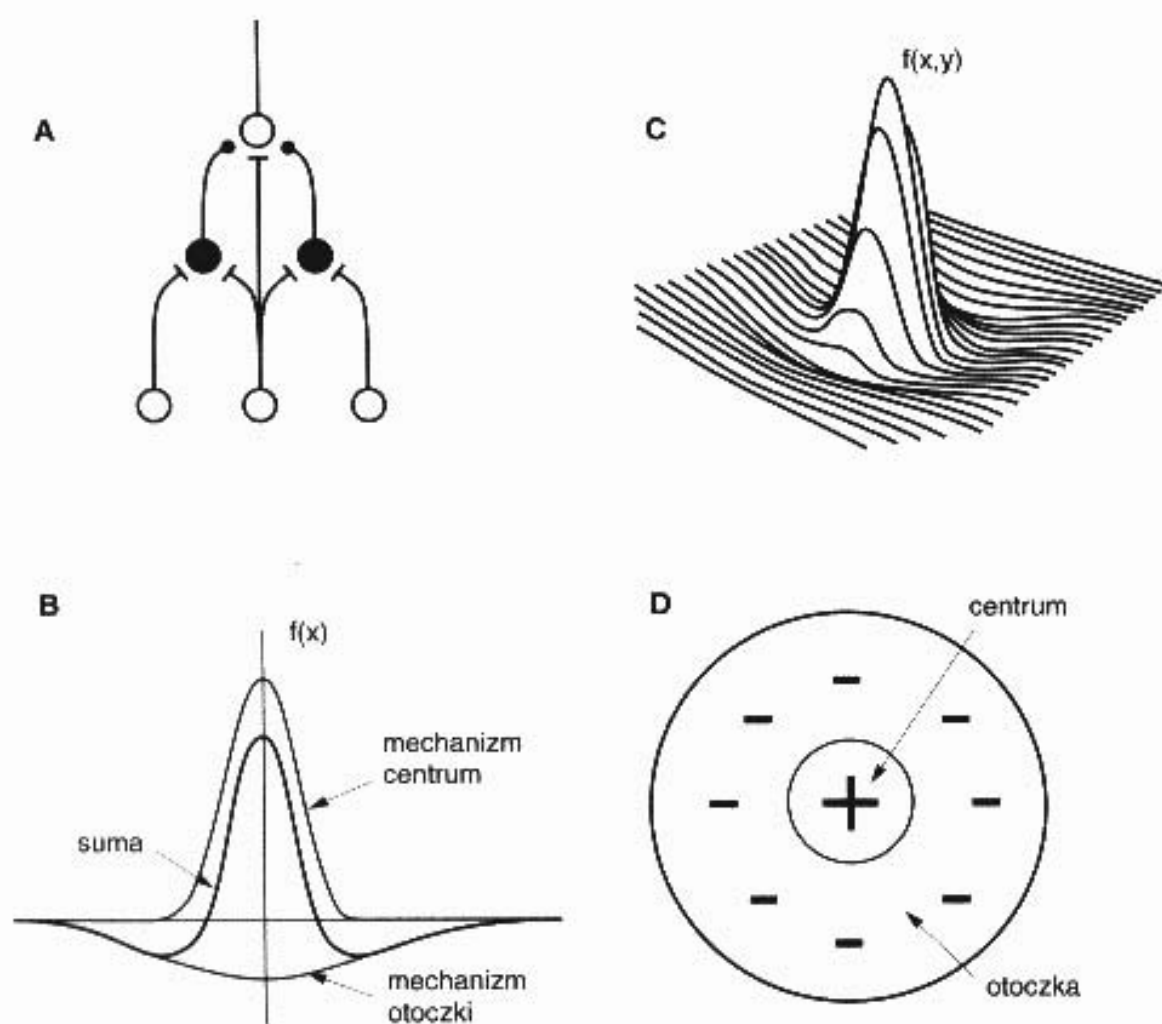 A
C
f(x,y)
B
f(x)
mechanizm
centrum
suma
mechanizm
otoczki
D
centrum
+
otoczka